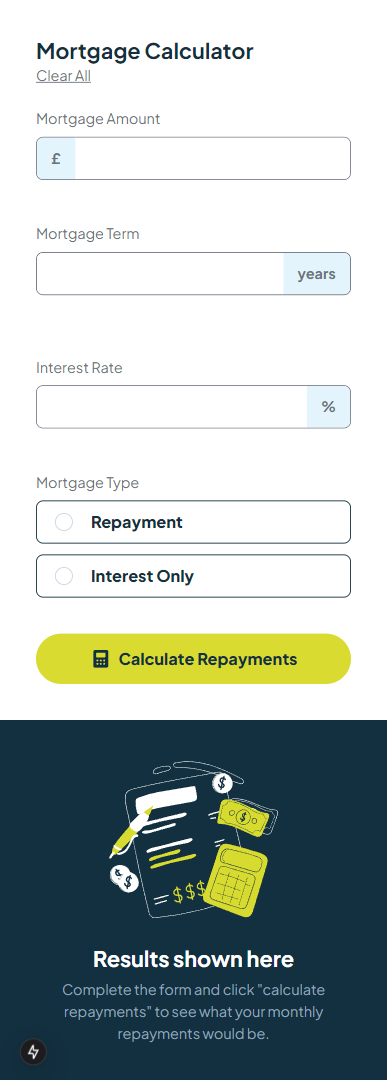 Mortgage Calculator
Clear All
Mortgage Amount
£
Mortgage Term
years
Interest Rate
%
Mortgage Type
Repayment
Interest Only
Calculate Repayments
$
$
$
$
$$$
Results shown here
Complete the form and click "calculate
repayments" to see what your monthly
repayments would be.